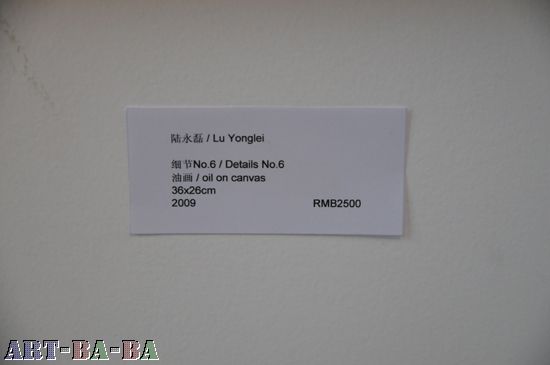 陆永磊 / Lu Yonglei
细节No.6 / Details No.6
油画 / oil on canvas
36x26cm
2009 RMB2500
ART-BA-BA